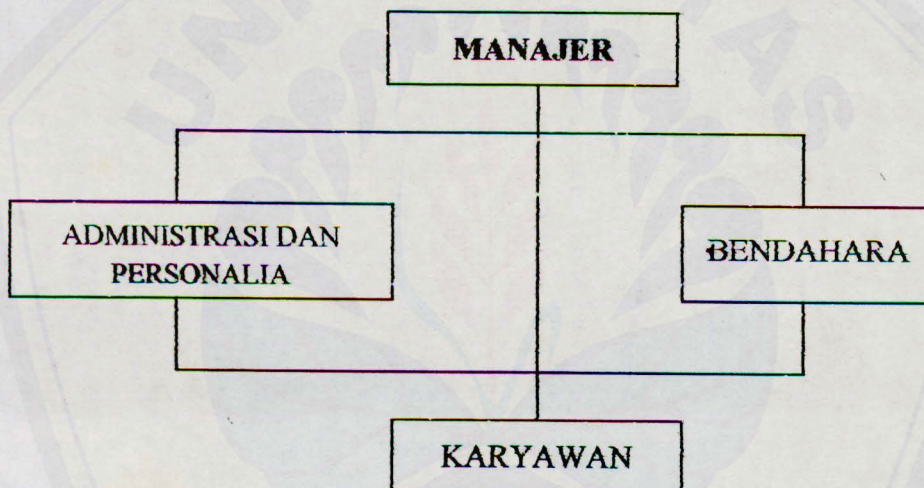 MANAJER
ADMINISTRASI DAN
PERSONALIA
BENDAHARA
KARYAWAN